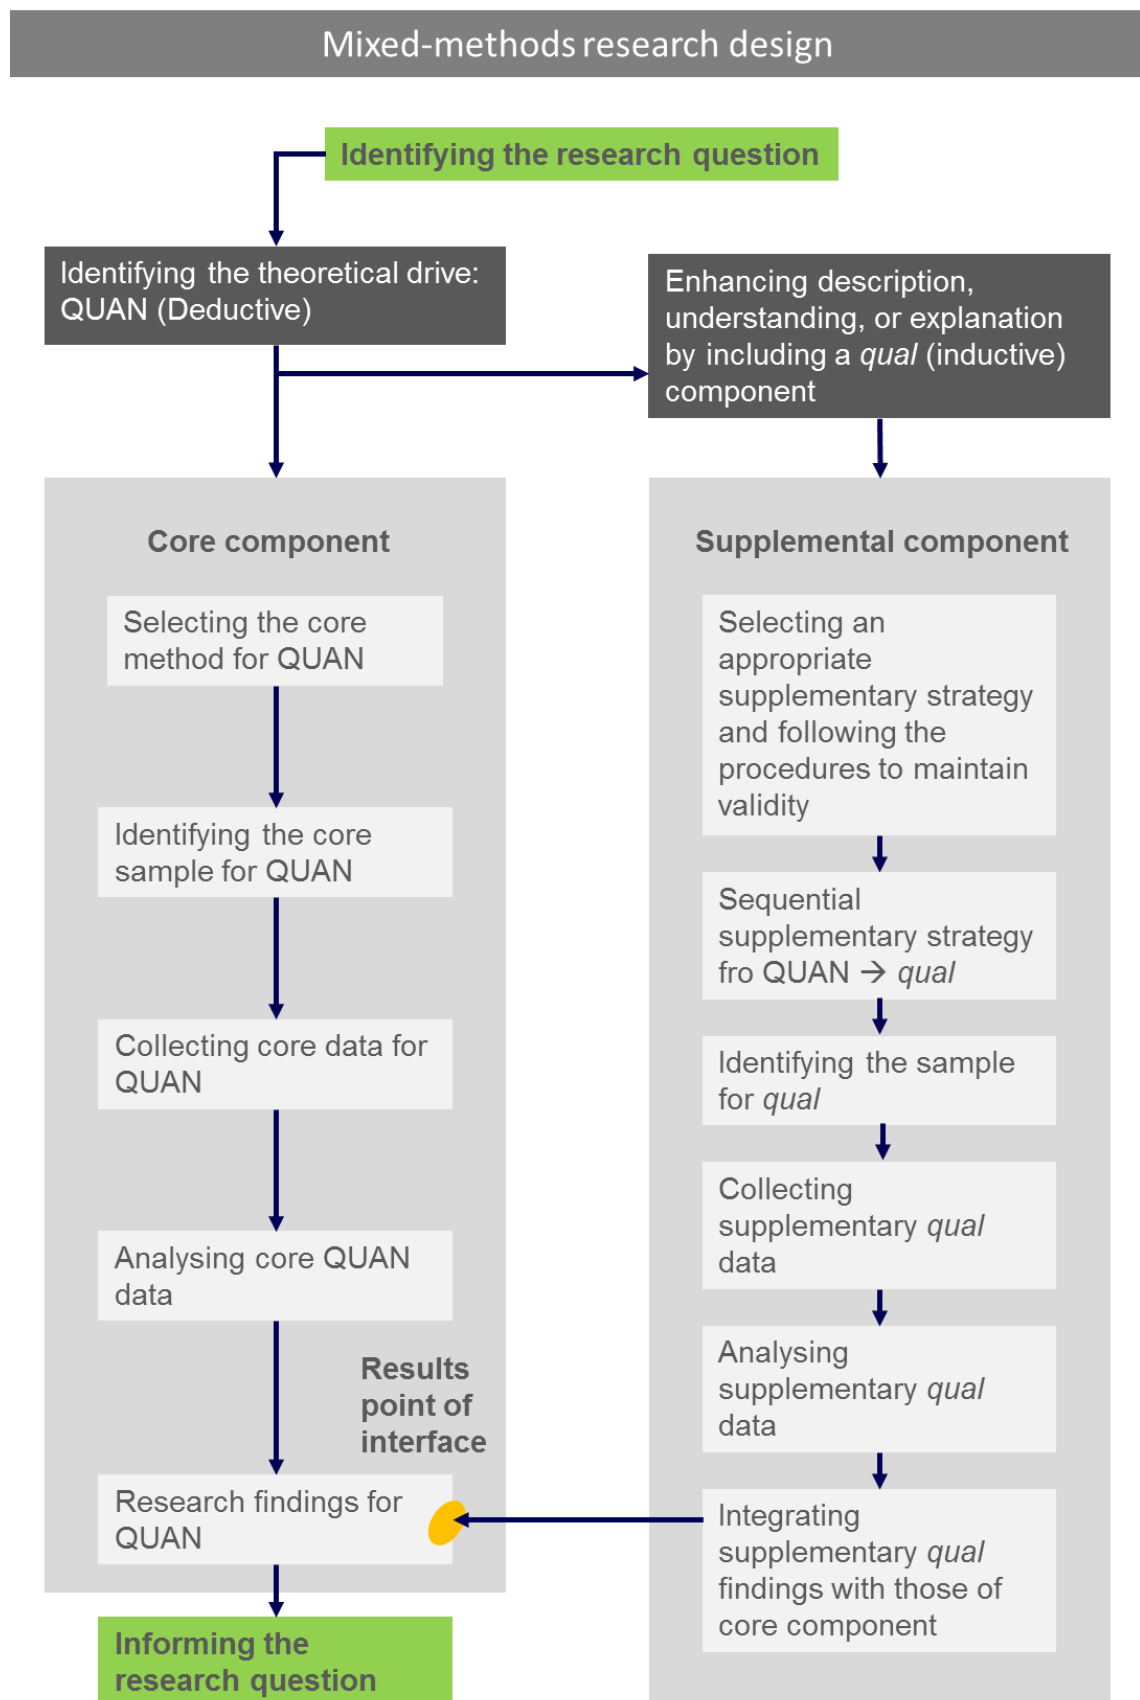 Mixed-methods research design
Identifying the research question
Identifying the theoretical drive:
QUAN (Deductive)
Enhancing description,
understanding, or explanation
by including a qual (inductive)
component
Core component
Selecting the core
method for QUAN
Identifying the core
sample for QUAN
Collecting core data for
QUAN
Analysing core QUAN
data
Results
point of
interface
Research findings for
QUAN
Informing the
research question
Supplemental component
Selecting an
appropriate
supplementary strategy
and following the
procedures to maintain
validity
Sequential
supplementary strategy
fro QUAN → qual
Identifying the sample
for qual
Collecting
supplementary qual
data
Analysing
supplementary qual
data
Integrating
supplementary qual
findings with those of
core component